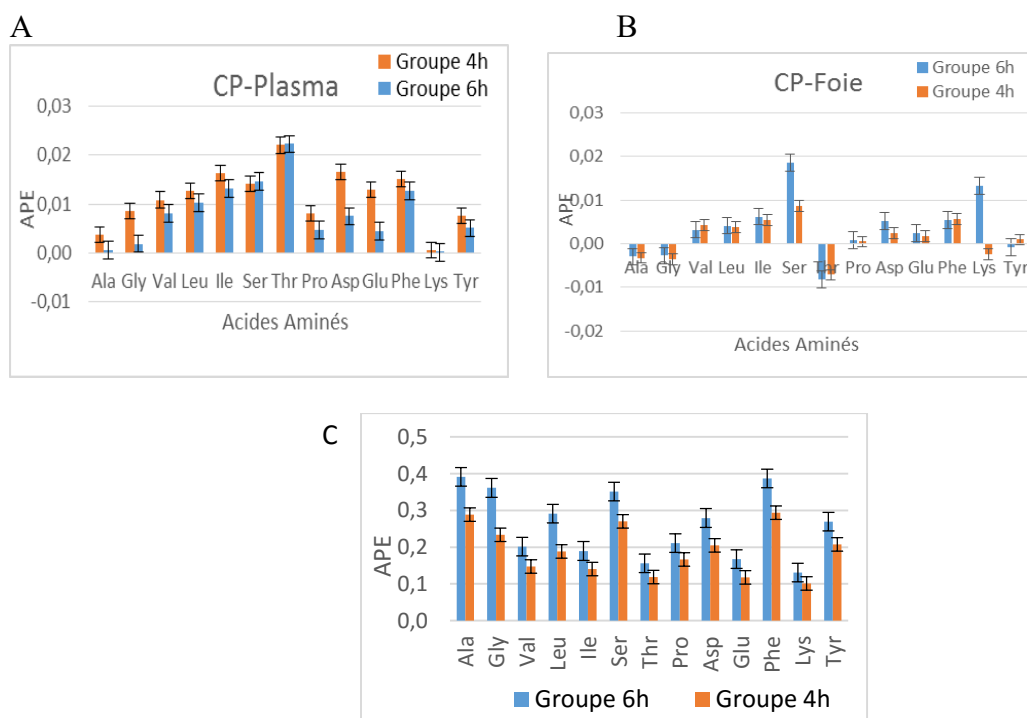 A
CP-Plasma
Groupe 4h
Groupe 6h
0,03
0,02
0,01
0,00
-0,01
APE
Ala Gly Val Leu Ile Ser Thr Pro Asp Glu Phe Lys Tyr
Acides Aminés
B
CP-Foie
Groupe 6h
Groupe 4h
0,03
0,02
0,01
0,00
-0,01
-0,02
APE
Ala Gly Val Leu Ile Ser Thr Pro Asp Glu Phe Lys Tyr
Acides Aminés
C
0,5
0,4
0,3
0,2
0,1
0,0
APE
Ala Gly Val Leu Ile Ser Thr Pro Asp Glu Phe Lys Tyr
Groupe 6h Groupe 4h